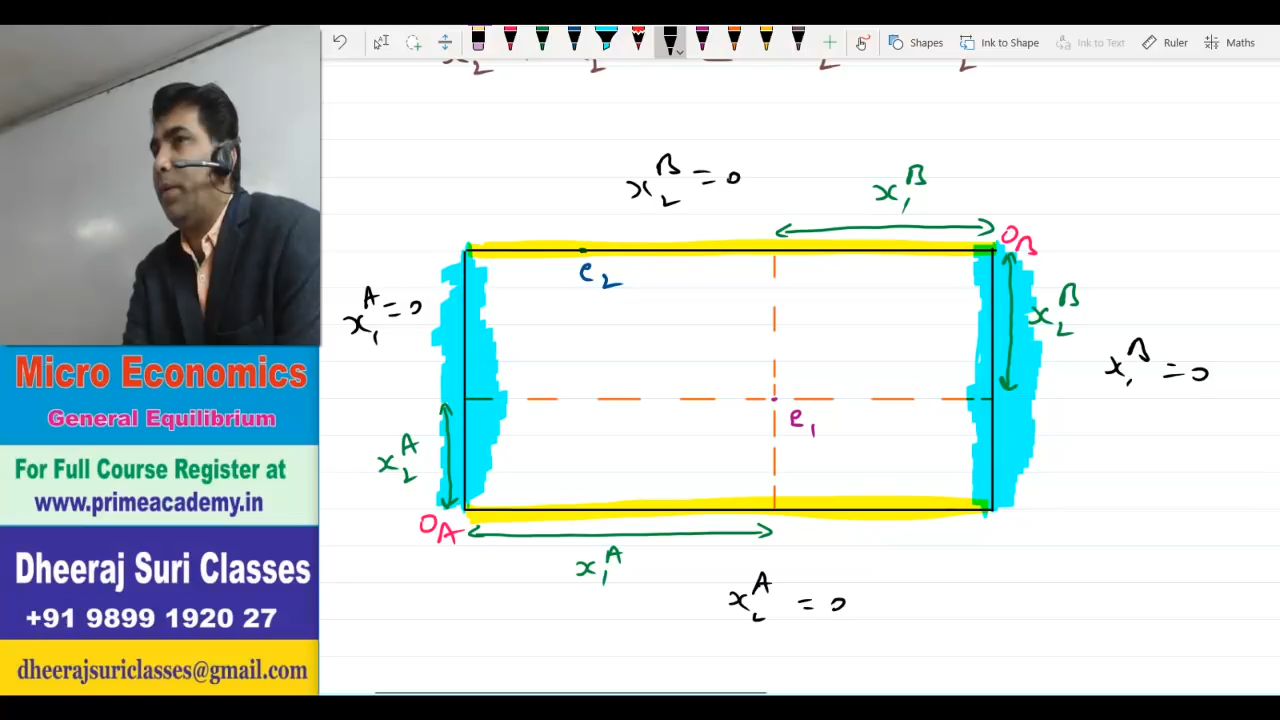 Shapes
Ink to Shape
Ink to Text
Ruler
Maths
x₂ᴮ = 0
x₁ᴮ
O_B
e₂
x₁ᴬ = 0
x₂ᴮ
x₁ᴮ = 0
Micro Economics
General Equilibrium
e₁
For Full Course Register at
www.primeacademy.in
x₂ᴬ
O_A
x₁ᴬ
x₂ᴬ = 0
Dheeraj Suri Classes
+91 9899 1920 27
dheerajsuriclasses@gmail.com